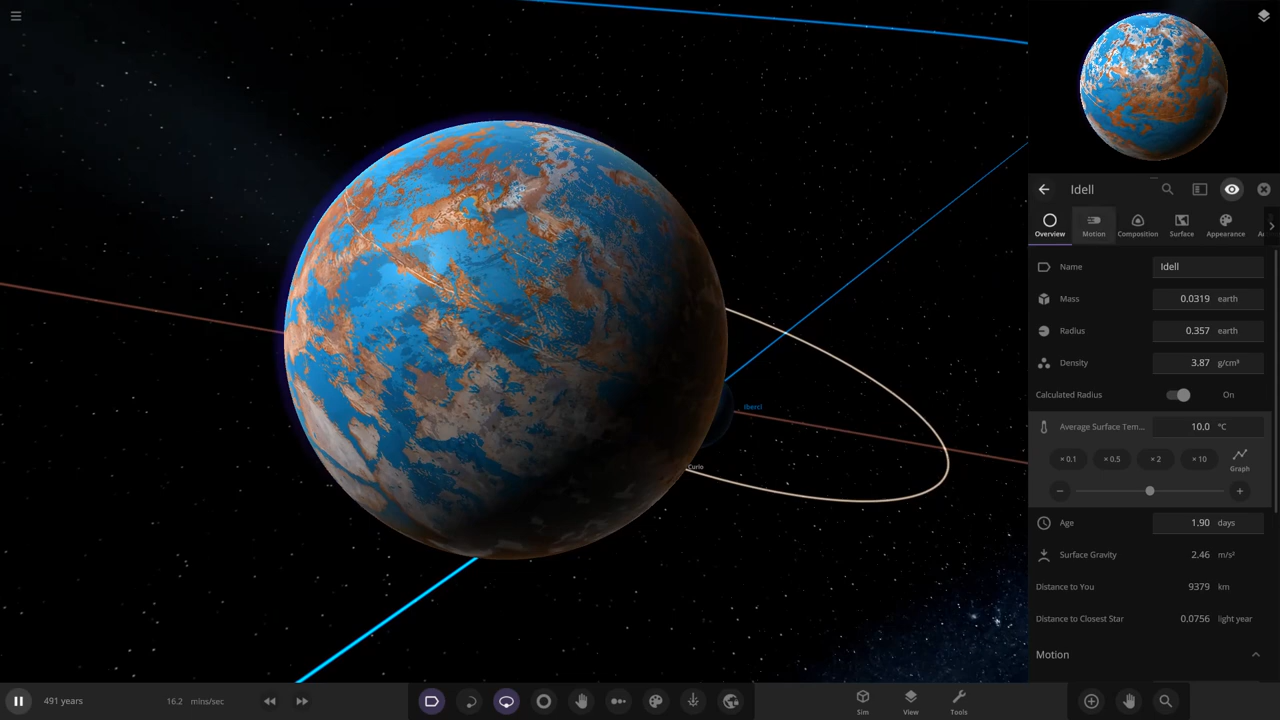 Idell
Overview
Motion
Composition
Surface
Appearance
Name
Idell
Mass
0.0319 earth
Radius
0.357 earth
Density
3.87 g/cm³
Calculated Radius
On
Average Surface Tem...
10.0 °C
× 0.1
× 0.5
× 2
× 10
Graph
Age
1.90 days
Surface Gravity
2.46 m/s²
Distance to You
9379 km
Distance to Closest Star
0.0756 light year
Motion
Curio
491 years
16.2 mins/sec
Sim
View
Tools